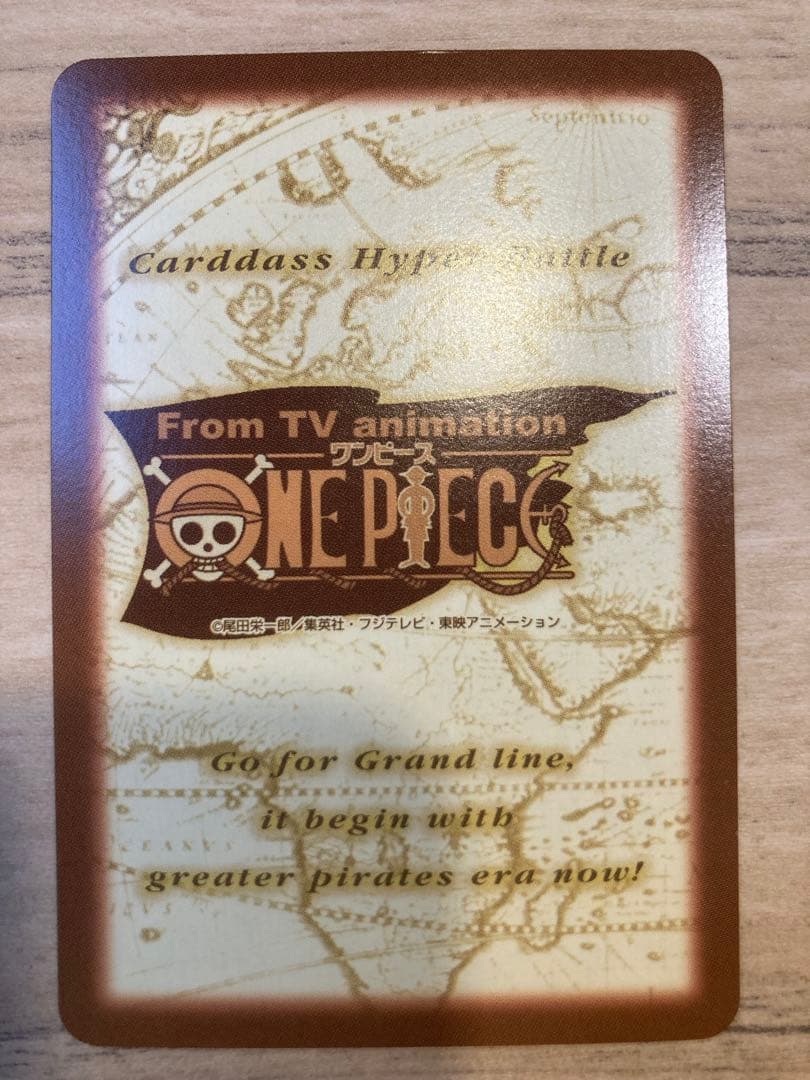 Septentrio
Carddass Hyper Battle
From TV animation
ワンピース
ONE PIECE
©尾田栄一郎／集英社・フジテレビ・東映アニメーション
Go for Grand line,
it begin with
greater pirates era now!